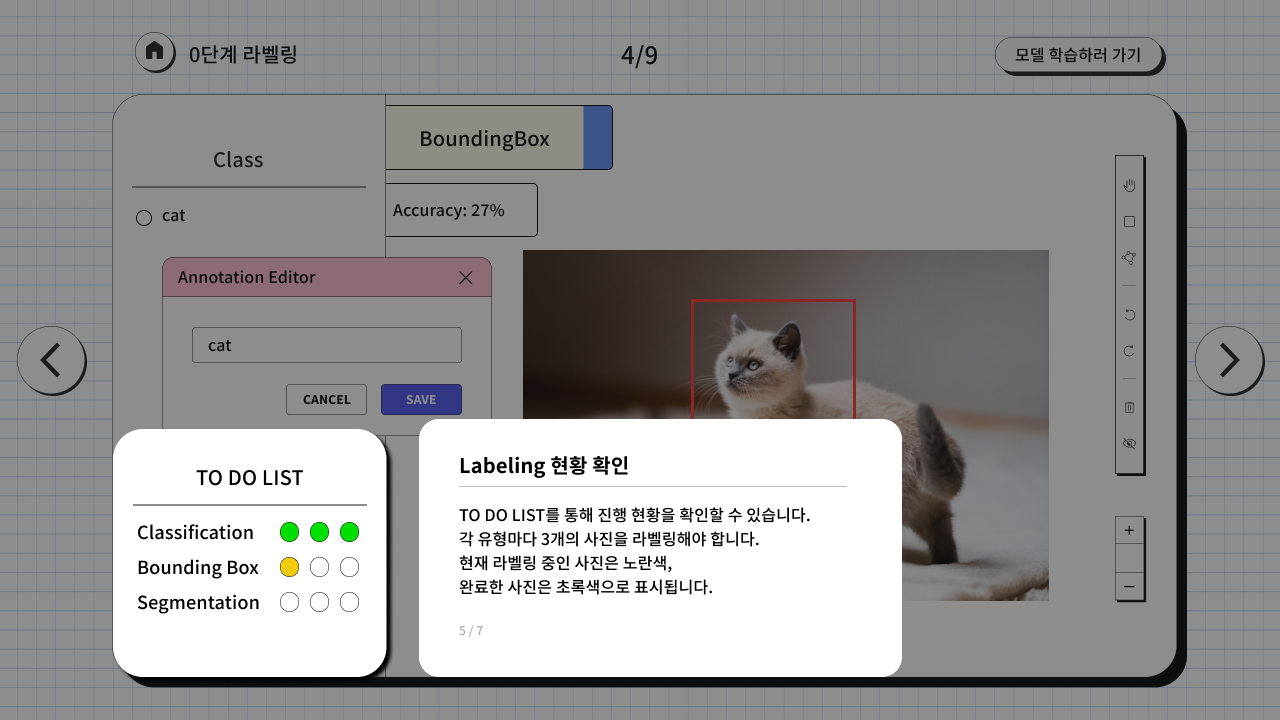 0단계 라벨링
4/9
모델 학습하러 가기
Class
cat
BoundingBox
Accuracy: 27%
Annotation Editor
cat
CANCEL
SAVE
TO DO LIST
Classification
Bounding Box
Segmentation
Labeling 현황 확인
TO DO LIST를 통해 진행 현황을 확인할 수 있습니다.
각 유형마다 3개의 사진을 라벨링해야 합니다.
현재 라벨링 중인 사진은 노란색,
완료한 사진은 초록색으로 표시됩니다.
5 / 7